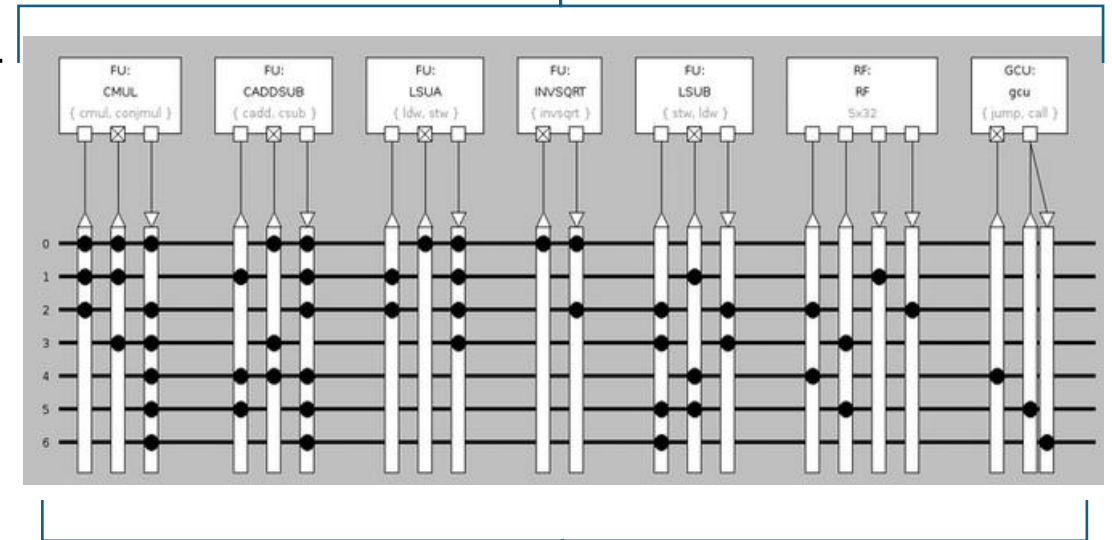 FU:
CMUL
{ cmul, conjmul }
FU:
CADDSUB
{ cadd, csub }
FU:
LSUA
{ ldw, stw }
FU:
INVSQRT
{ invsqrt }
FU:
LSUB
{ stw, ldw }
RF:
RF
5x32
GCU:
gcu
{ jump, call }
0
1
2
3
4
5
6